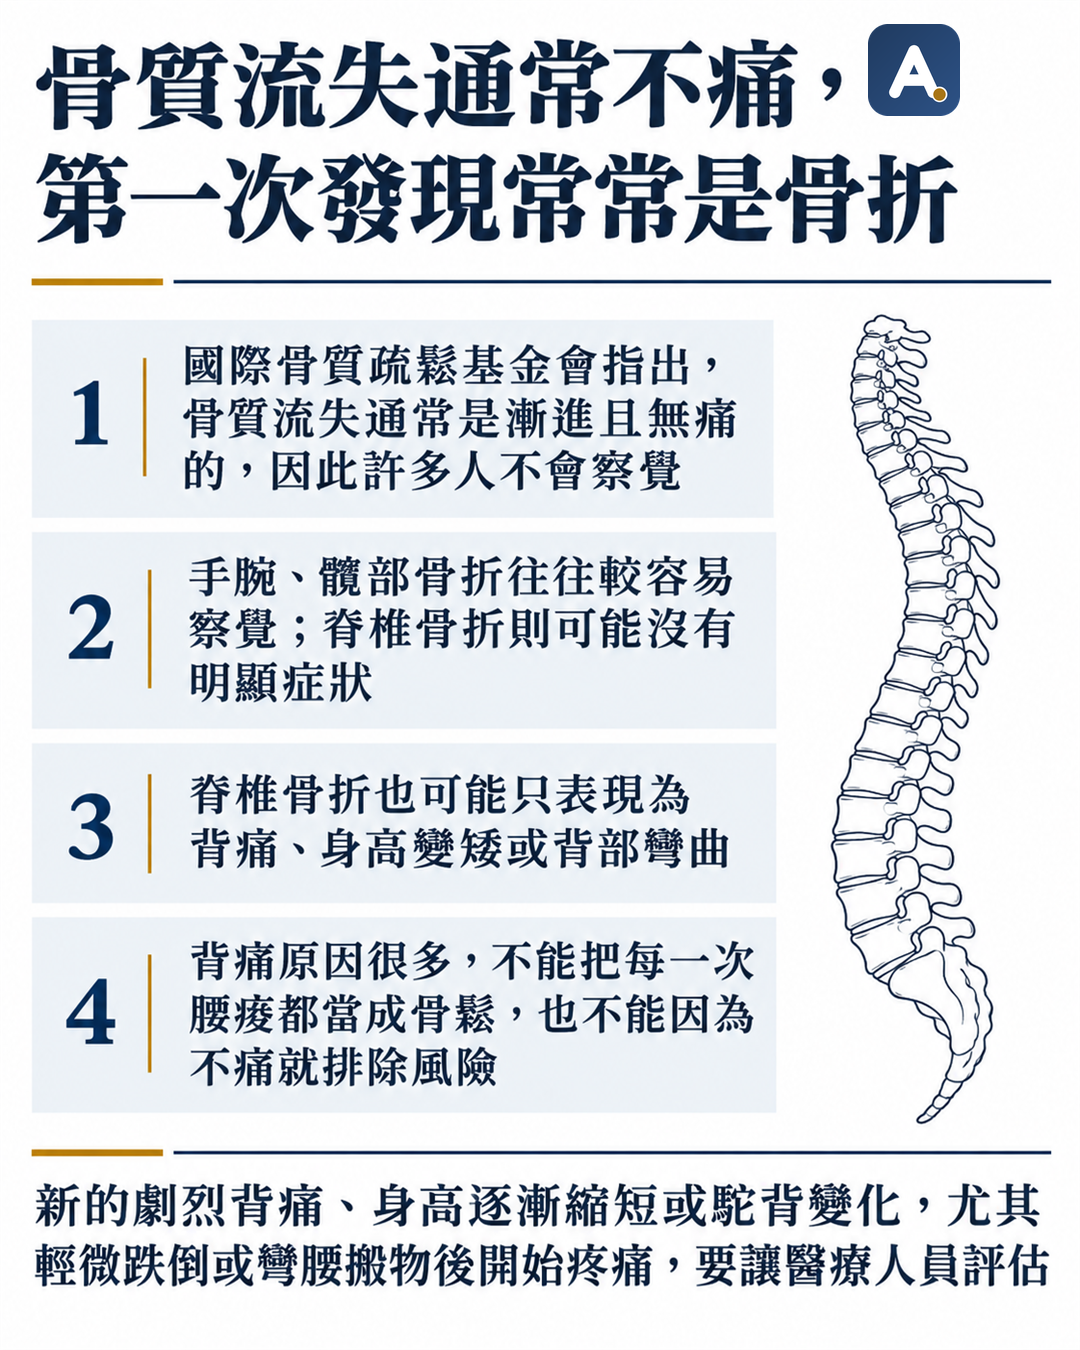 骨質流失通常不痛，
A.
第一次發現常常是骨折
1
國際骨質疏鬆基金會指出，
骨質流失通常是漸進且無痛
的，因此許多人不會察覺
2
手腕、髖部骨折往往較容易
察覺；脊椎骨折則可能沒有
明顯症狀
3
脊椎骨折也可能只表現為
背痛、身高變矮或背部彎曲
4
背痛原因很多，不能把每一次
腰痠都當成骨鬆，也不能因為
不痛就排除風險
新的劇烈背痛、身高逐漸縮短或駝背變化，尤其
輕微跌倒或彎腰搬物後開始疼痛，要讓醫療人員評估